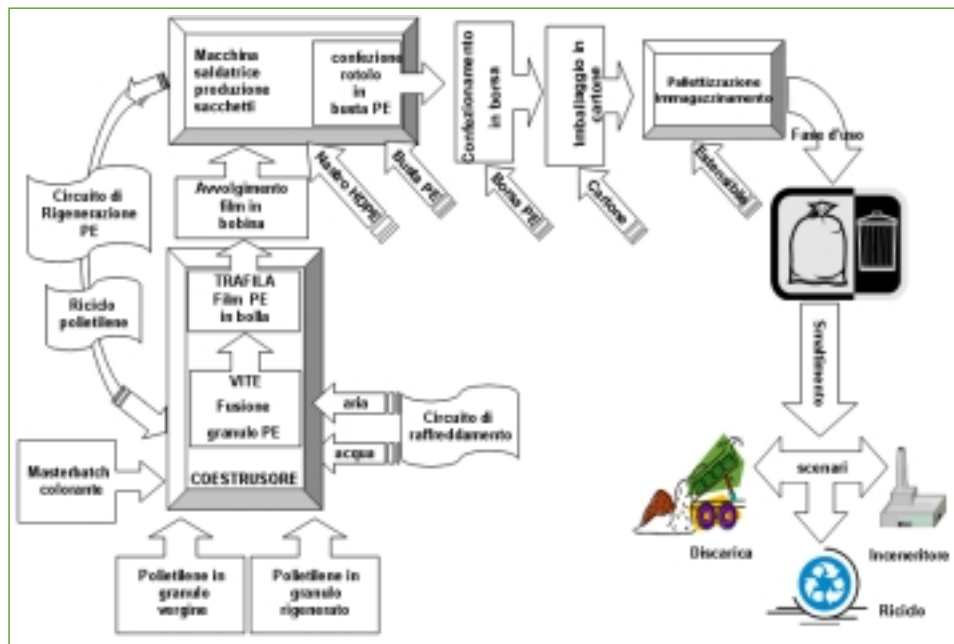 Macchina
saldatrice
produzione
sacchetti
confezione
rotolo
in
busta PE
Confezionamento
in borsa
Imballaggio in
cartone
Pallettizzazione
Immagazzinamento
Fase d'uso
Circuito di
Rigenerazione
PE
Avvolgimento
film in
bobina
Nastro HDPE
Busta PE
Borsa PE
Cartone
Estensibile
Riciclo
polietilene
TRAFILA
Film PE
in bolla
VITE
Fusione
granulo PE
COESTRUSORE
aria
acqua
Circuito di
raffreddamento
Masterbatch
colorante
Polietilene in
granulo
vergine
Polietilene in
granulo
rigenerato
Smaltimento
scenari
Discarica
Inceneritore
Riciclo